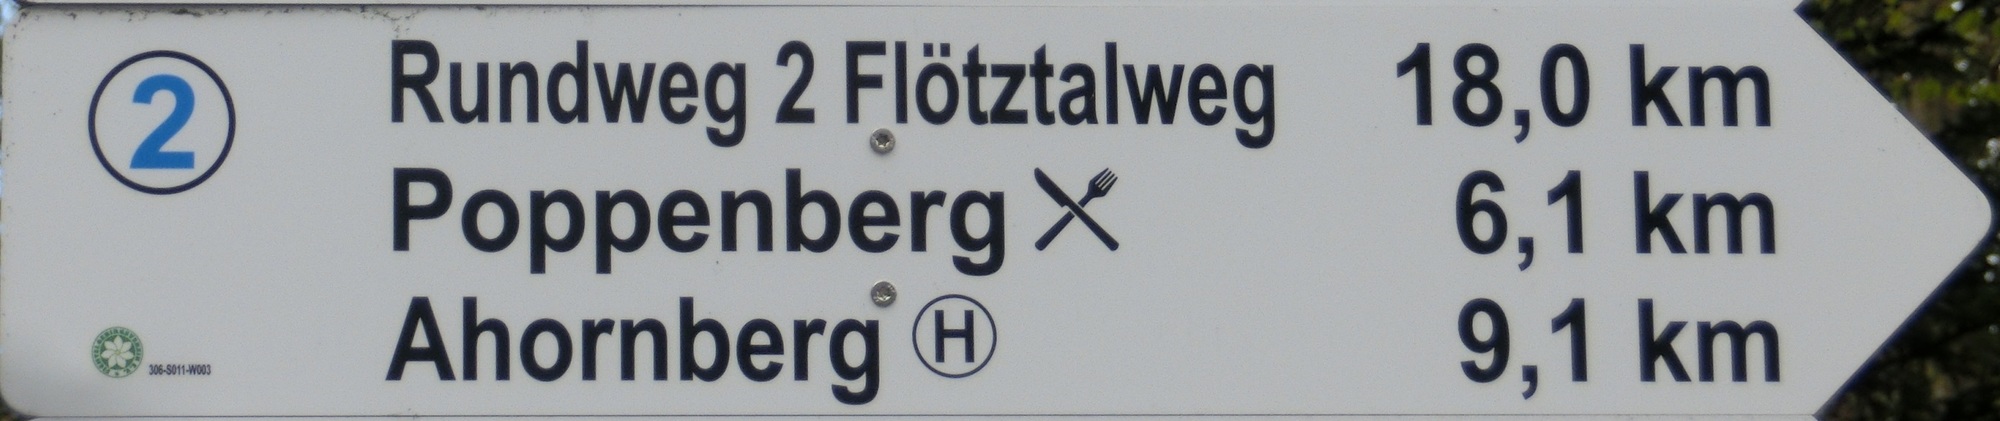 2
Rundweg 2 Flötztalweg 18,0 km
Poppenberg 6,1 km
Ahornberg H 9,1 km
306-S011-W003